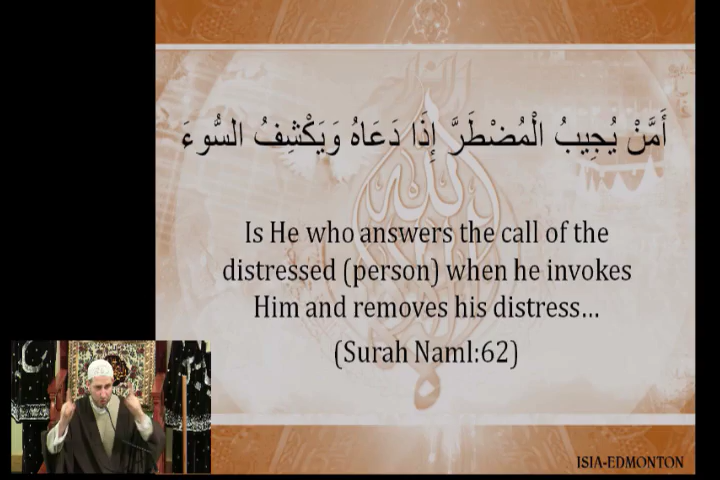 أَمَّنْ يُجِيبُ الْمُضْطَرَّ إِذَا دَعَاهُ وَيَكْشِفُ السُّوءَ
Is He who answers the call of the
distressed (person) when he invokes
Him and removes his distress...
(Surah Naml:62)
ISIA-EDMONTON